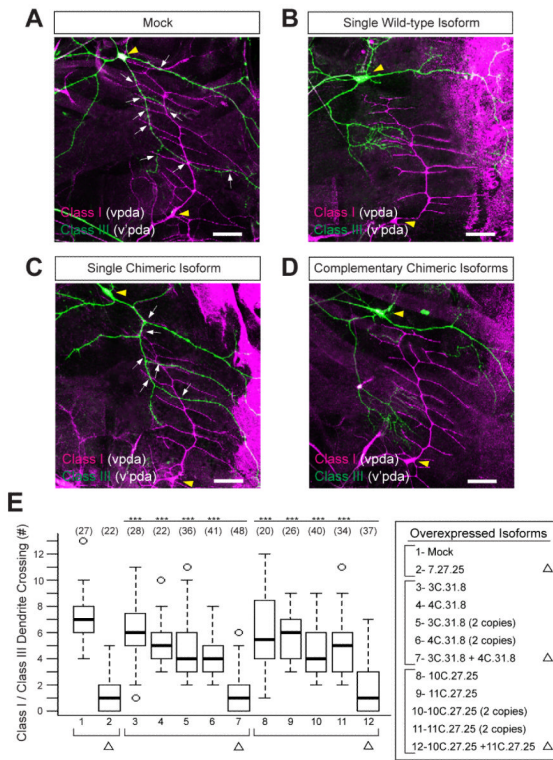 A
Mock
Class I (vpda)
Class III (v'pda)
B
Single Wild-type Isoform
Class I (vpda)
Class III (v'pda)
C
Single Chimeric Isoform
Class I (vpda)
Class III (v'pda)
D
Complementary Chimeric Isoforms
Class I (vpda)
Class III (v'pda)
E
Class I / Class III Dendrite Crossing (#)
*** *** *** *** *** *** *** ***
(27) (22) (28) (22) (36) (41) (48) (20) (26) (40) (34) (37)
12
10
8
6
4
2
0
1 2 3 4 5 6 7 8 9 10 11 12
△ △ △
Overexpressed Isoforms
1- Mock
2- 7.27.25 △
3- 3C.31.8
4- 4C.31.8
5- 3C.31.8 (2 copies)
6- 4C.31.8 (2 copies)
7- 3C.31.8 + 4C.31.8 △
8- 10C.27.25
9- 11C.27.25
10-10C.27.25 (2 copies)
11-11C.27.25 (2 copies)
12-10C.27.25 +11C.27.25 △